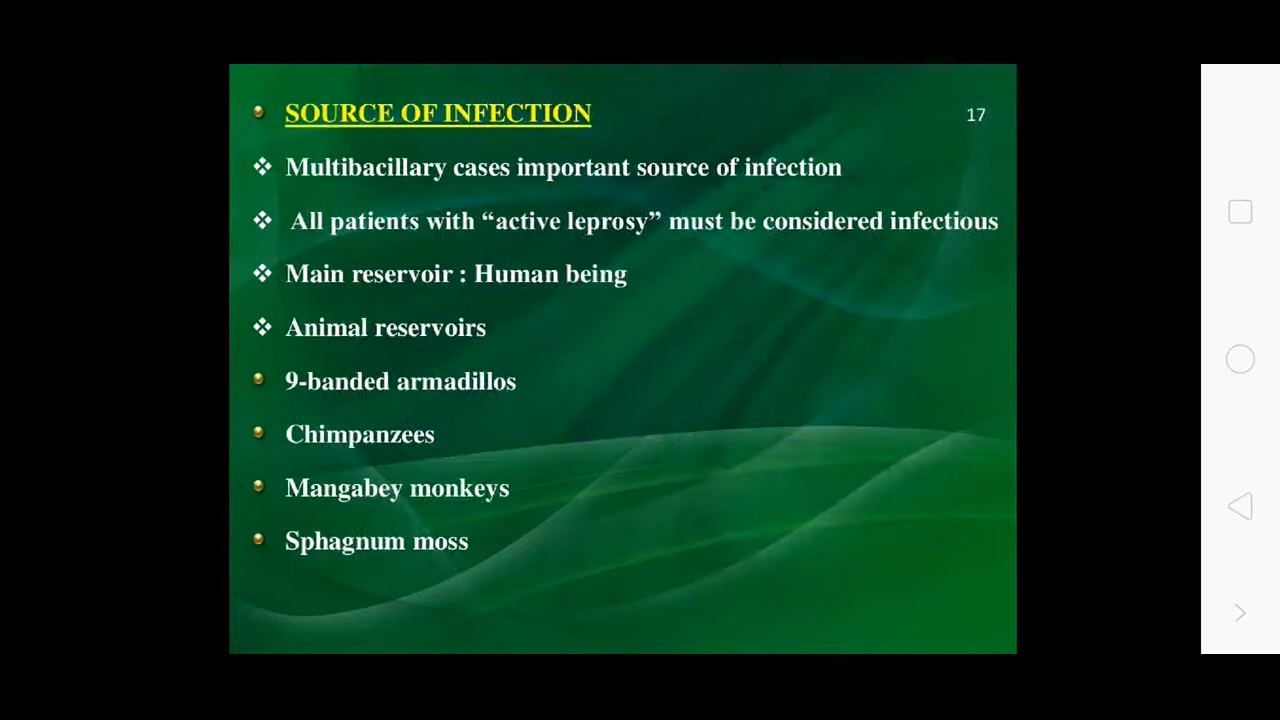 SOURCE OF INFECTION
17
Multibacillary cases important source of infection
All patients with “active leprosy” must be considered infectious
Main reservoir : Human being
Animal reservoirs
9-banded armadillos
Chimpanzees
Mangabey monkeys
Sphagnum moss